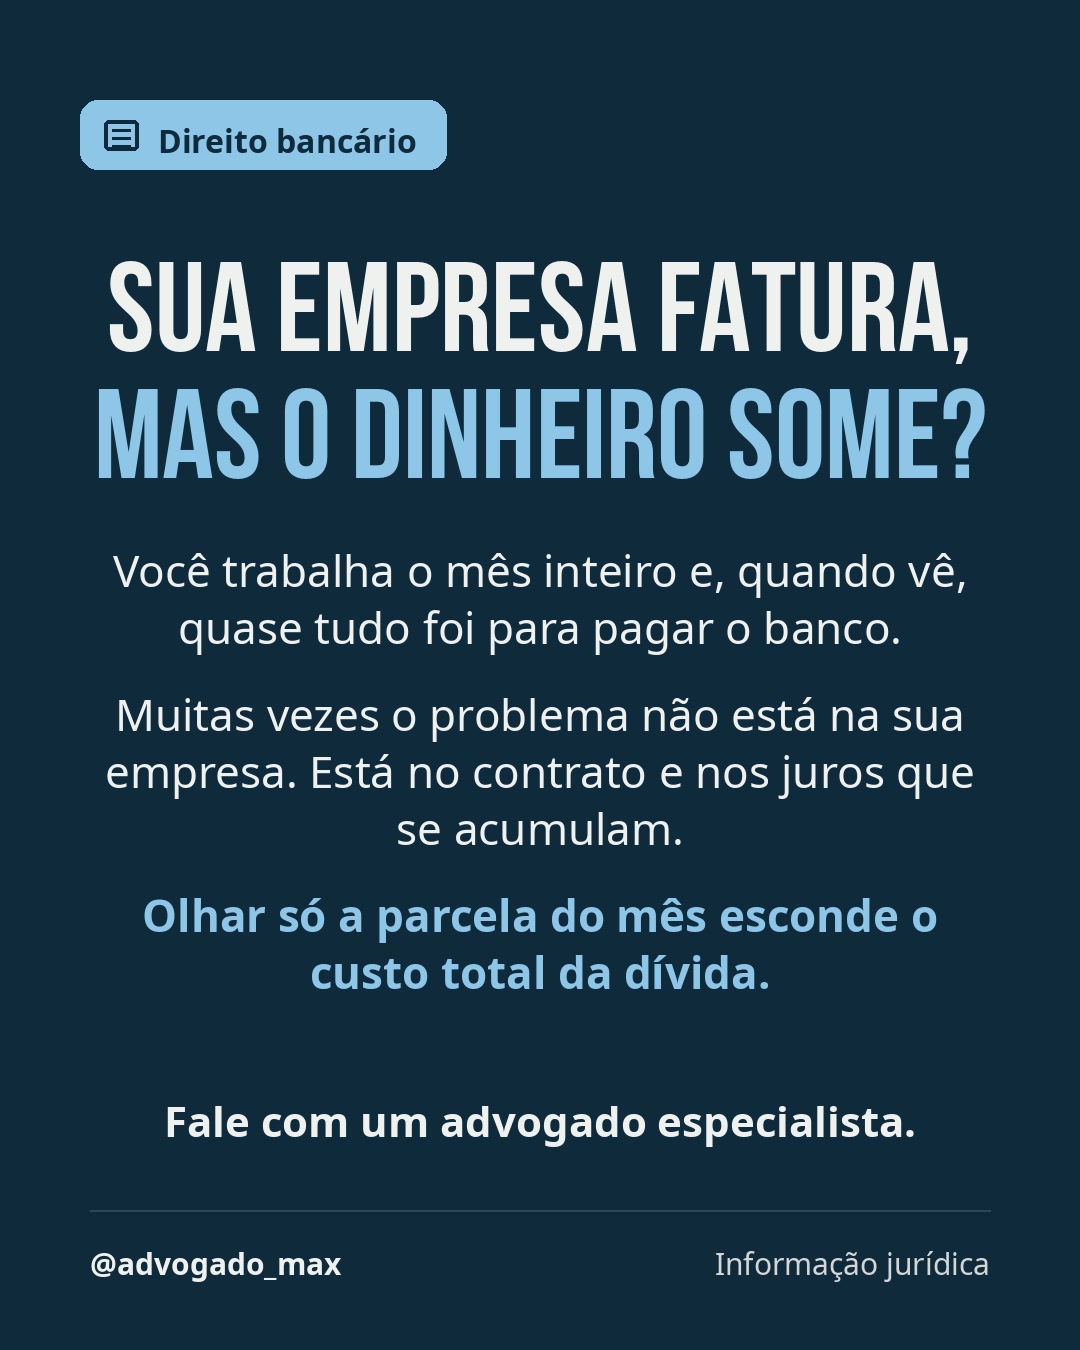 Direito bancário
SUA EMPRESA FATURA,
MAS O DINHEIRO SOME?
Você trabalha o mês inteiro e, quando vê,
quase tudo foi para pagar o banco.
Muitas vezes o problema não está na sua
empresa. Está no contrato e nos juros que
se acumulam.
Olhar só a parcela do mês esconde o
custo total da dívida.
Fale com um advogado especialista.
@advogado_max
Informação jurídica